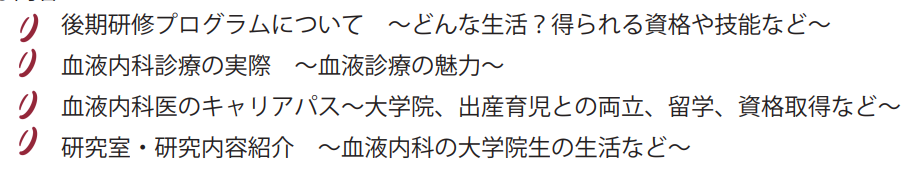 後期研修プログラムについて　～どんな生活？得られる資格や技能など～
血液内科診療の実際　～血液診療の魅力～
血液内科医のキャリアパス～大学院、出産育児との両立、留学、資格取得など～
研究室・研究内容紹介　～血液内科の大学院生の生活など～